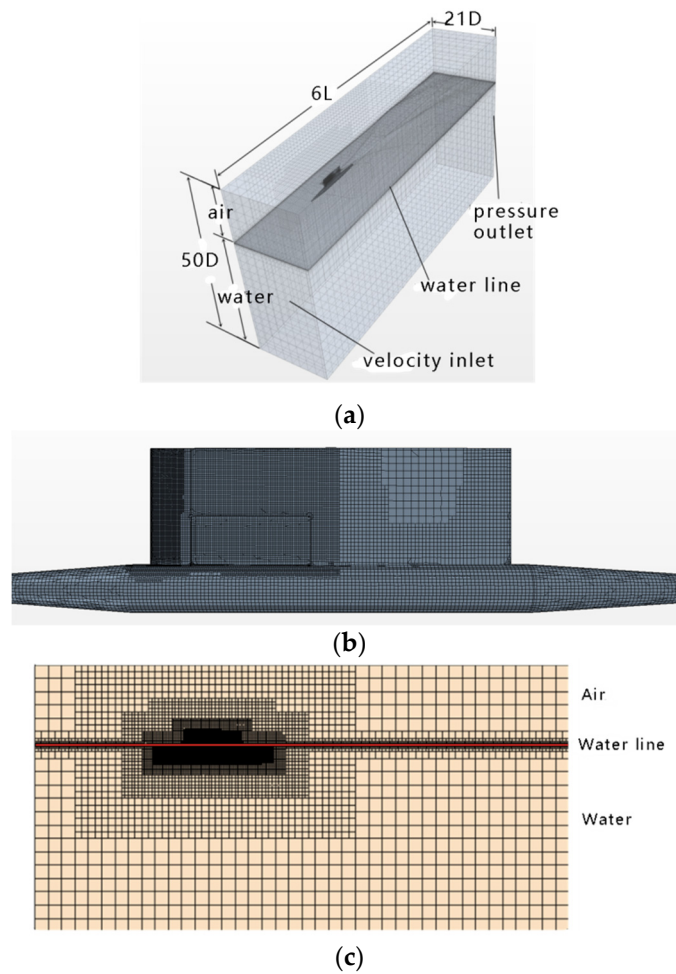 21D
6L
air
50D
water
pressure
outlet
water line
velocity inlet
(a)
(b)
Air
Water line
Water
(c)